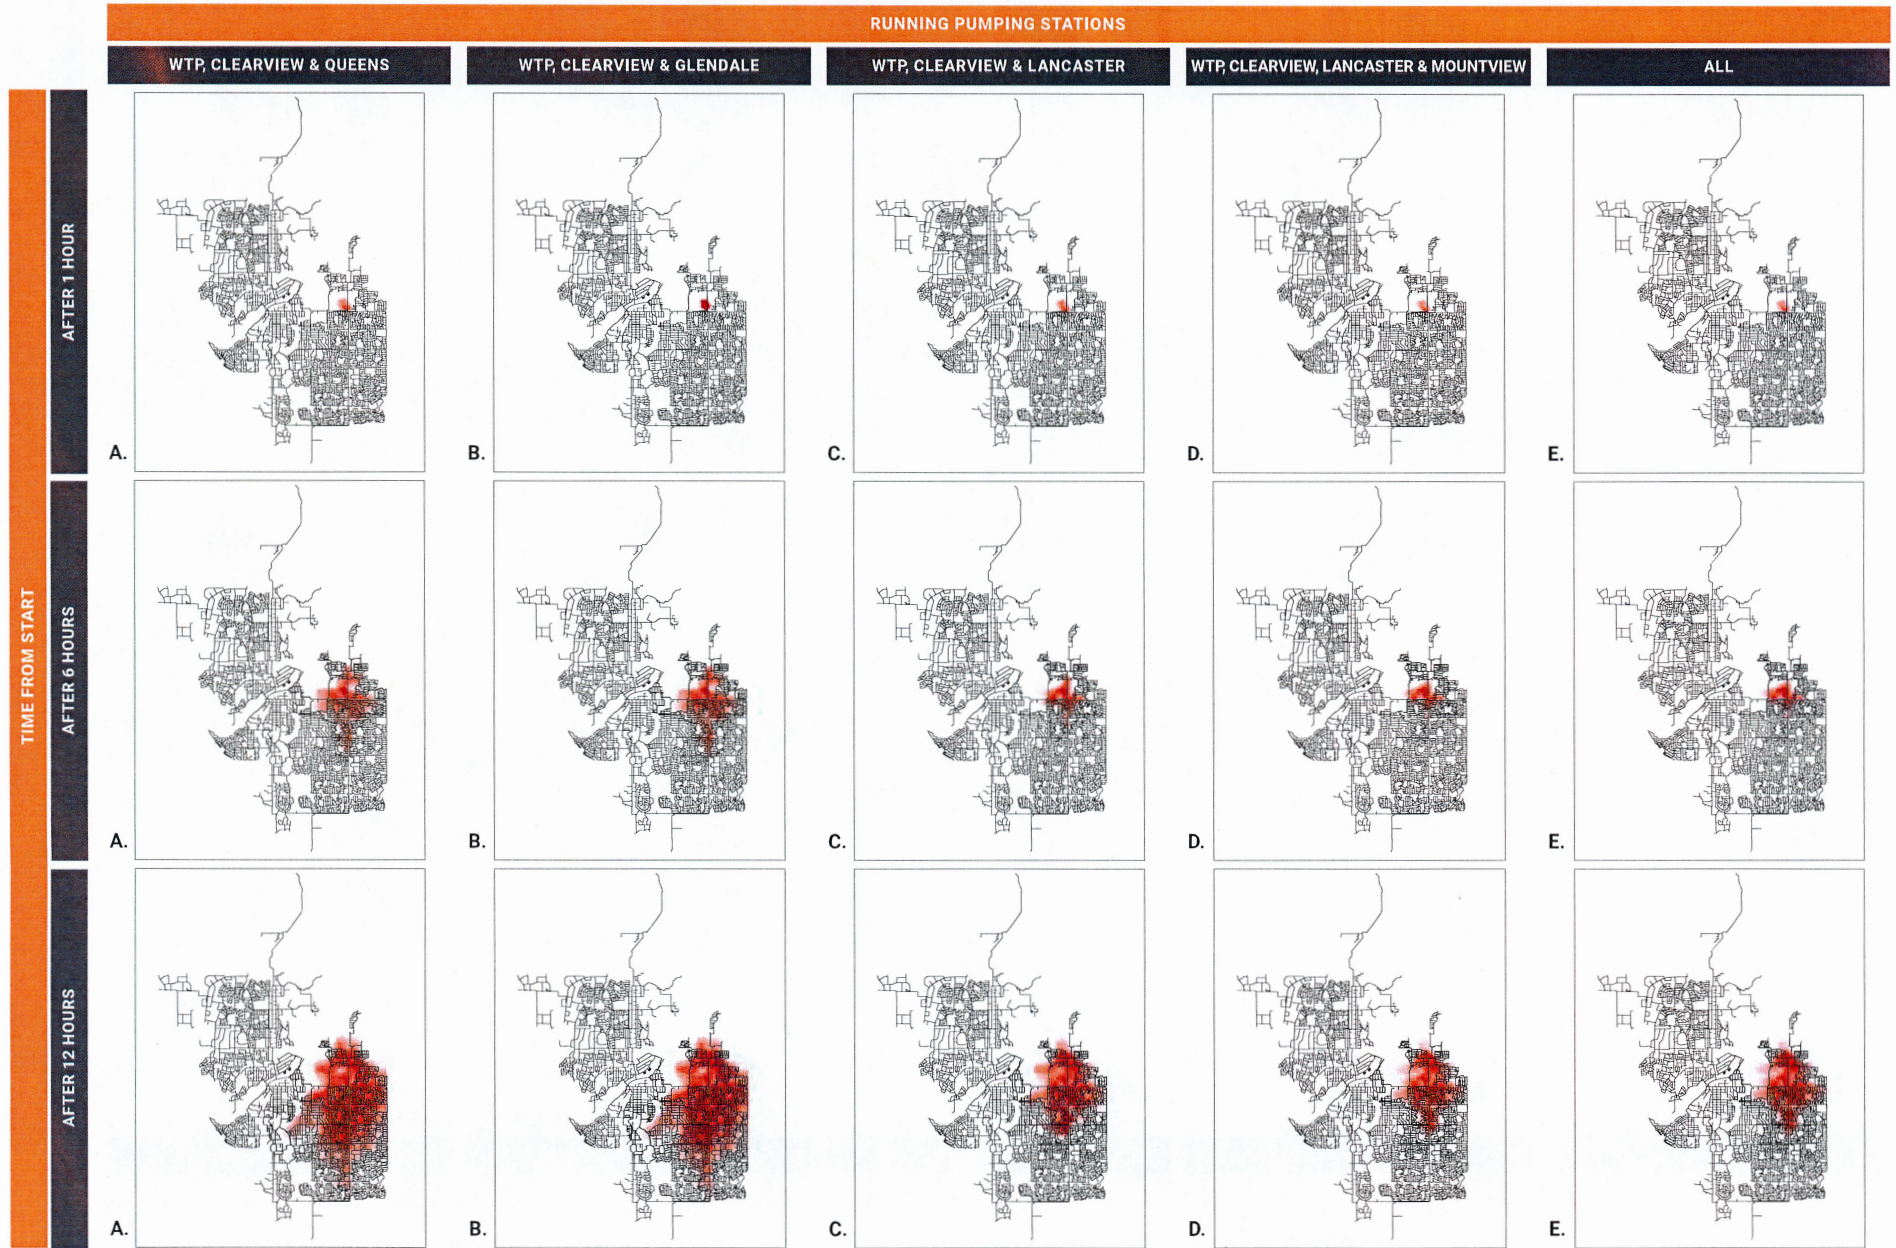 RUNNING PUMPING STATIONS
WTP, CLEARVIEW & QUEENS
WTP, CLEARVIEW & GLENDALE
WTP, CLEARVIEW & LANCASTER
WTP, CLEARVIEW, LANCASTER & MOUNTVIEW
ALL
TIME FROM START
AFTER 1 HOUR
A.
B.
C.
D.
E.
AFTER 6 HOURS
A.
B.
C.
D.
E.
AFTER 12 HOURS
A.
B.
C.
D.
E.